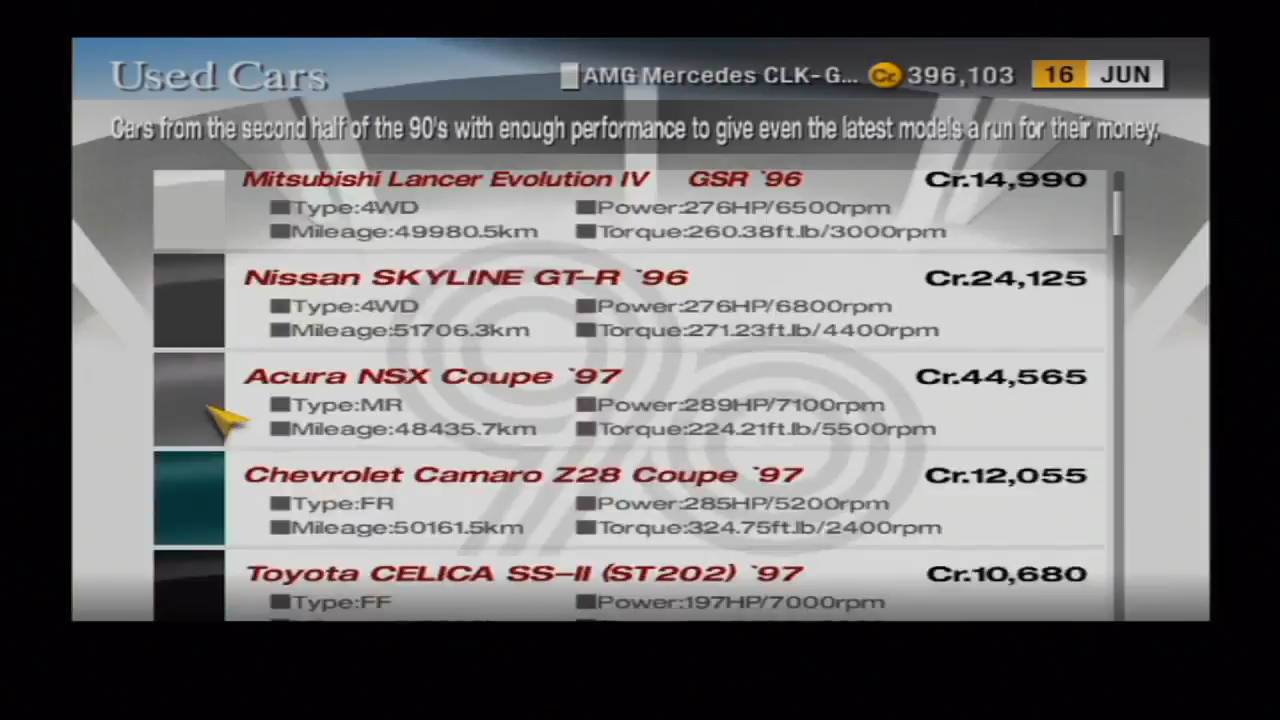 Used Cars
AMG Mercedes CLK-G... Cr 396,103 16 JUN
Cars from the second half of the 90's with enough performance to give even the latest models a run for their money.
Mitsubishi Lancer Evolution IV GSR `96 Cr.14,990
Type:4WD Power:276HP/6500rpm
Mileage:49980.5km Torque:260.38ft.lb/3000rpm
Nissan SKYLINE GT-R `96 Cr.24,125
Type:4WD Power:276HP/6800rpm
Mileage:51706.3km Torque:271.23ft.lb/4400rpm
Acura NSX Coupe `97 Cr.44,565
Type:MR Power:289HP/7100rpm
Mileage:48435.7km Torque:224.21ft.lb/5500rpm
Chevrolet Camaro Z28 Coupe `97 Cr.12,055
Type:FR Power:285HP/5200rpm
Mileage:50161.5km Torque:324.75ft.lb/2400rpm
Toyota CELICA SS-II (ST202) `97 Cr.10,680
Type:FF Power:197HP/7000rpm
90